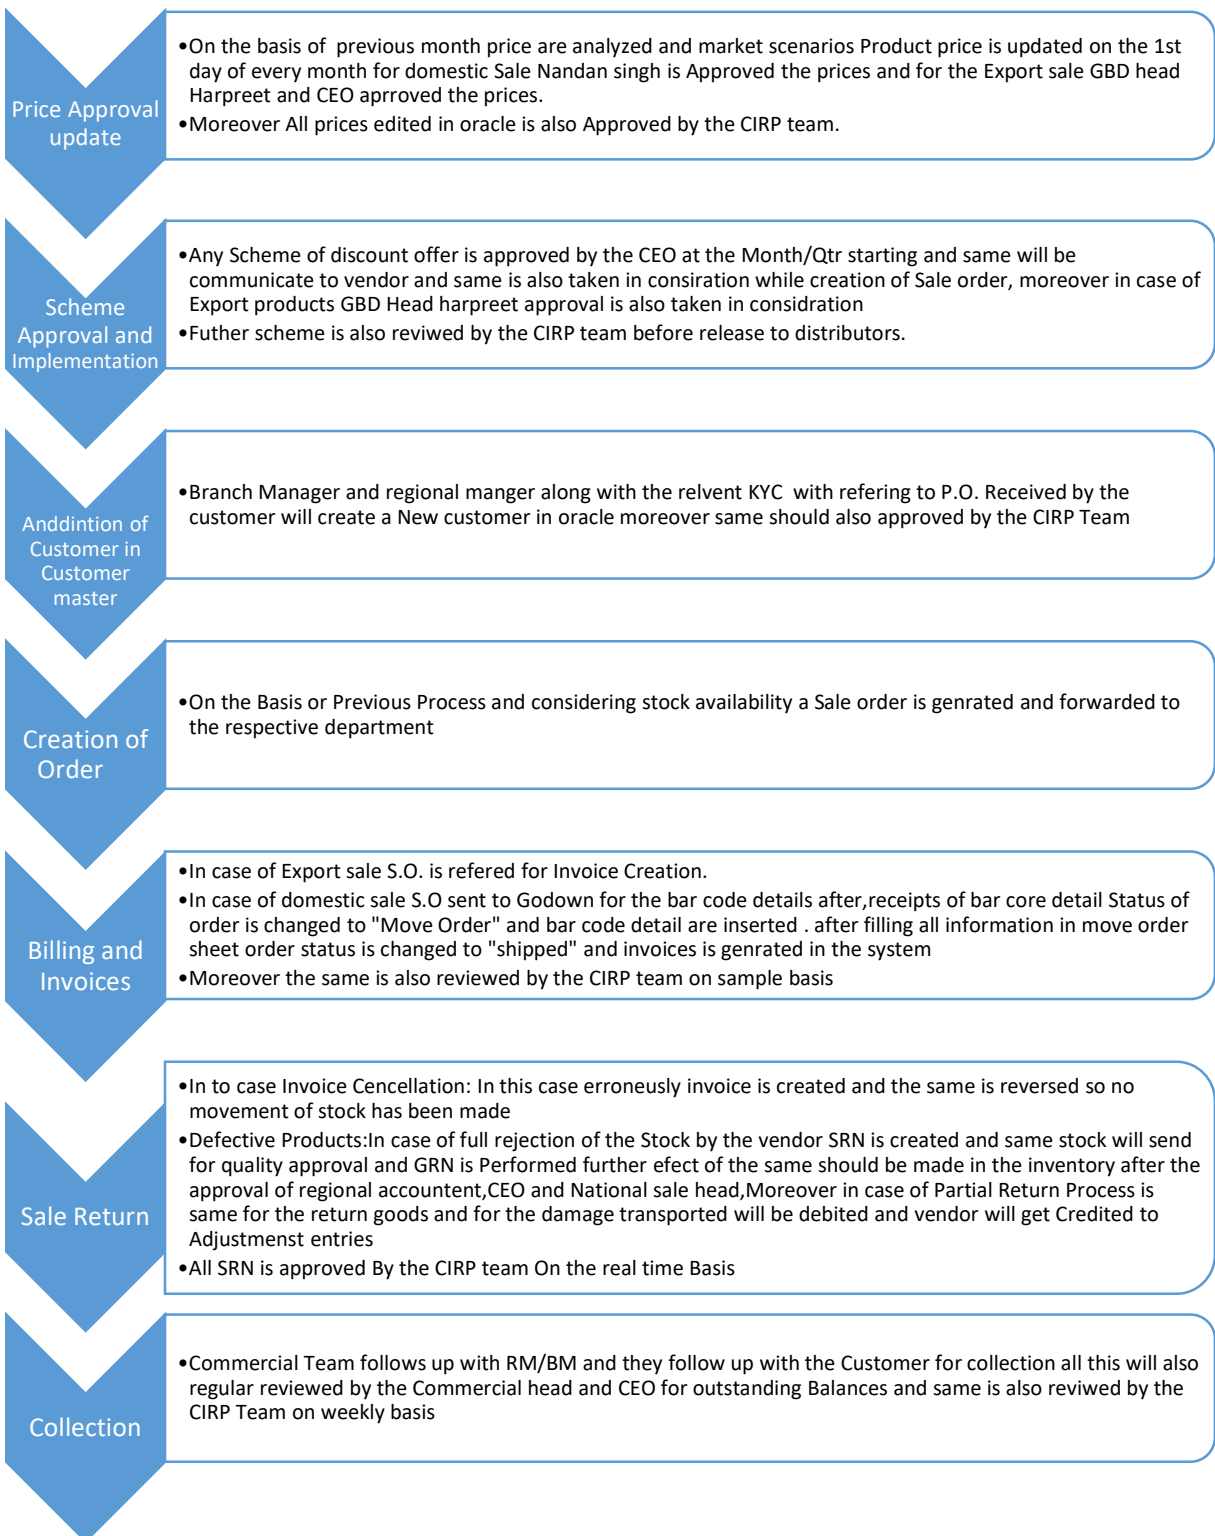 Price Approval
update
•On the basis of  previous month price are analyzed and market scenarios Product price is updated on the 1st
day of every month for domestic Sale Nandan singh is Approved the prices and for the Export sale GBD head
Harpreet and CEO aprroved the prices.
•Moreover All prices edited in oracle is also Approved by the CIRP team.
Scheme
Approval and
Implementation
•Any Scheme of discount offer is approved by the CEO at the Month/Qtr starting and same will be
communicate to vendor and same is also taken in consiration while creation of Sale order, moreover in case of
Export products GBD Head harpreet approval is also taken in considration
•Futher scheme is also reviwed by the CIRP team before release to distributors.
Anddintion of
Customer in
Customer
master
•Branch Manager and regional manger along with the relvent KYC  with refering to P.O. Received by the
customer will create a New customer in oracle moreover same should also approved by the CIRP Team
Creation of
Order
•On the Basis or Previous Process and considering stock availability a Sale order is genrated and forwarded to
the respective department
Billing and
Invoices
•In case of Export sale S.O. is refered for Invoice Creation.
•In case of domestic sale S.O sent to Godown for the bar code details after,receipts of bar core detail Status of
order is changed to "Move Order" and bar code detail are inserted . after filling all information in move order
sheet order status is changed to "shipped" and invoices is genrated in the system
•Moreover the same is also reviewed by the CIRP team on sample basis
Sale Return
•In to case Invoice Cencellation: In this case erroneusly invoice is created and the same is reversed so no
movement of stock has been made
•Defective Products:In case of full rejection of the Stock by the vendor SRN is created and same stock will send
for quality approval and GRN is Performed further efect of the same should be made in the inventory after the
approval of regional accountent,CEO and National sale head,Moreover in case of Partial Return Process is
same for the return goods and for the damage transported will be debited and vendor will get Credited to
Adjustmenst entries
•All SRN is approved By the CIRP team On the real time Basis
Collection
•Commercial Team follows up with RM/BM and they follow up with the Customer for collection all this will also
regular reviewed by the Commercial head and CEO for outstanding Balances and same is also reviwed by the
CIRP Team on weekly basis